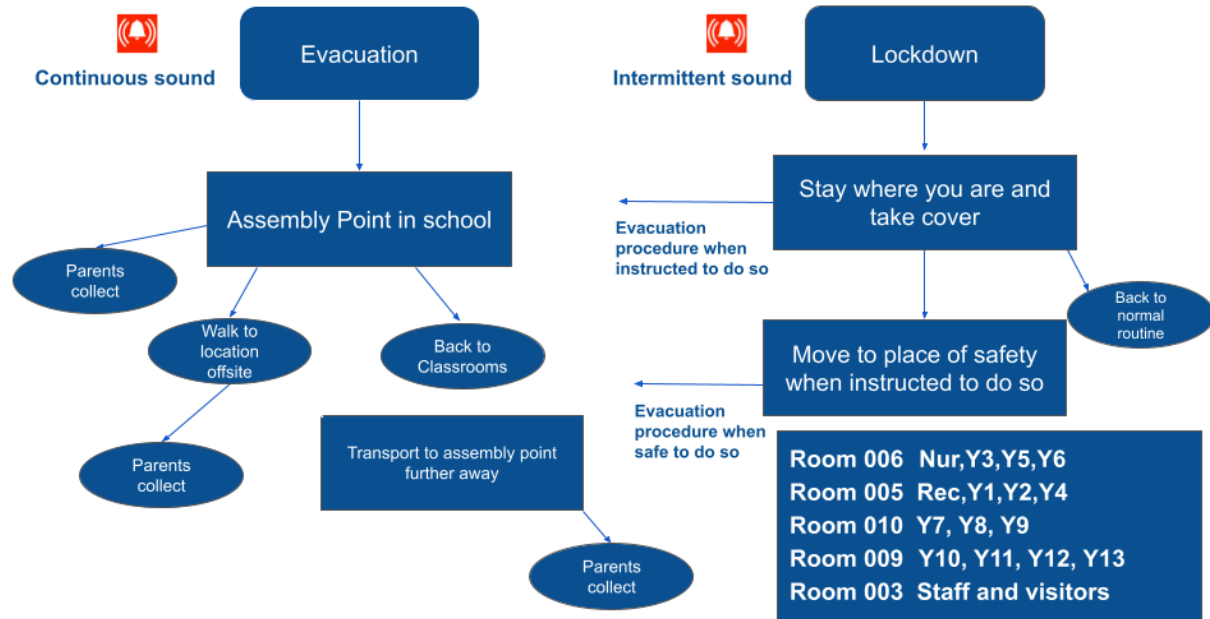 Continuous sound
Evacuation
Assembly Point in school
Parents
collect
Walk to
location
offsite
Back to
Classrooms
Parents
collect
Transport to assembly point
further away
Parents
collect
Intermittent sound
Lockdown
Stay where you are and
take cover
Evacuation
procedure when
instructed to do so
Back to
normal
routine
Move to place of safety
when instructed to do so
Evacuation
procedure when
safe to do so
Room 006 Nur,Y3,Y5,Y6
Room 005 Rec,Y1,Y2,Y4
Room 010 Y7, Y8, Y9
Room 009 Y10, Y11, Y12, Y13
Room 003 Staff and visitors